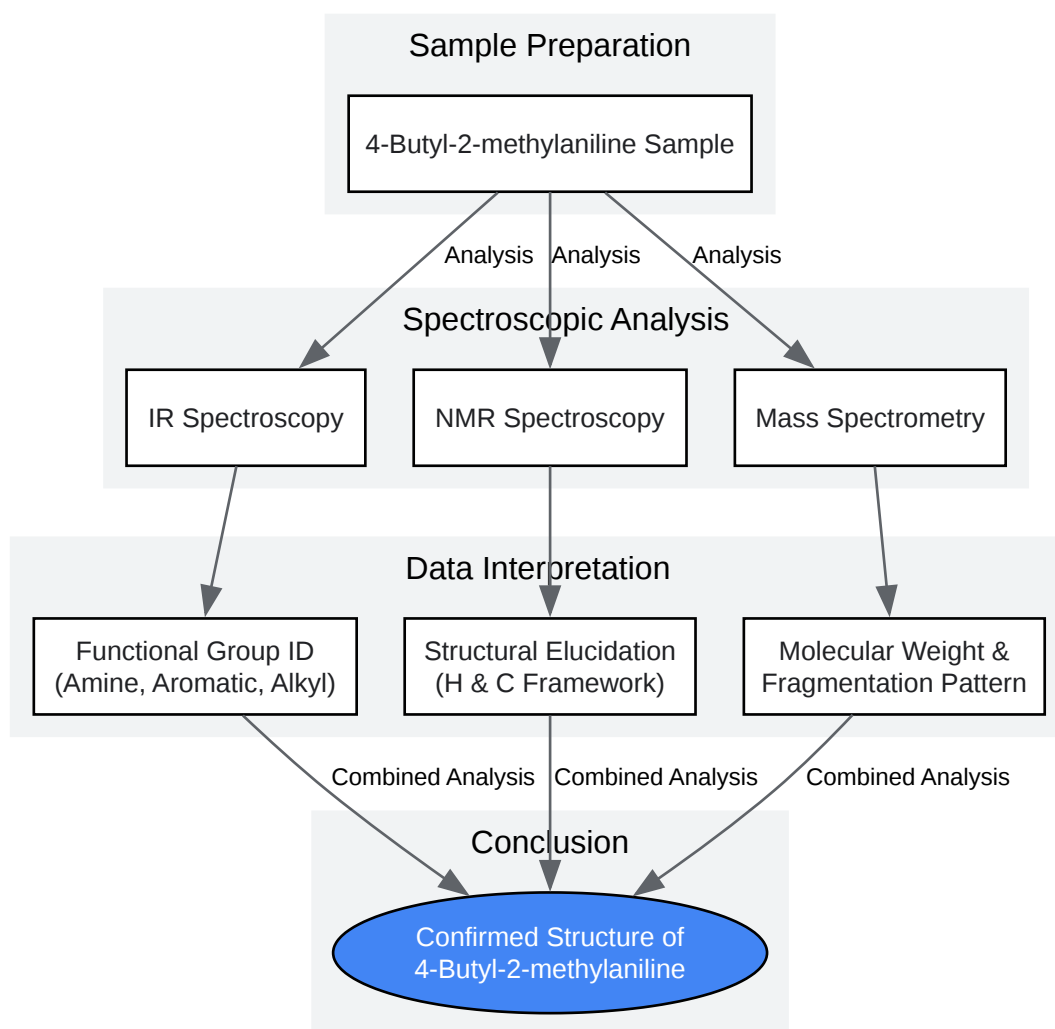 Sample Preparation
4-Butyl-2-methylaniline Sample
Analysis
Analysis
Analysis
Spectroscopic Analysis
IR Spectroscopy
NMR Spectroscopy
Mass Spectrometry
Data Interpretation
Functional Group ID
(Amine, Aromatic, Alkyl)
Structural Elucidation
(H & C Framework)
Molecular Weight &
Fragmentation Pattern
Combined Analysis
Combined Analysis
Combined Analysis
Conclusion
Confirmed Structure of
4-Butyl-2-methylaniline